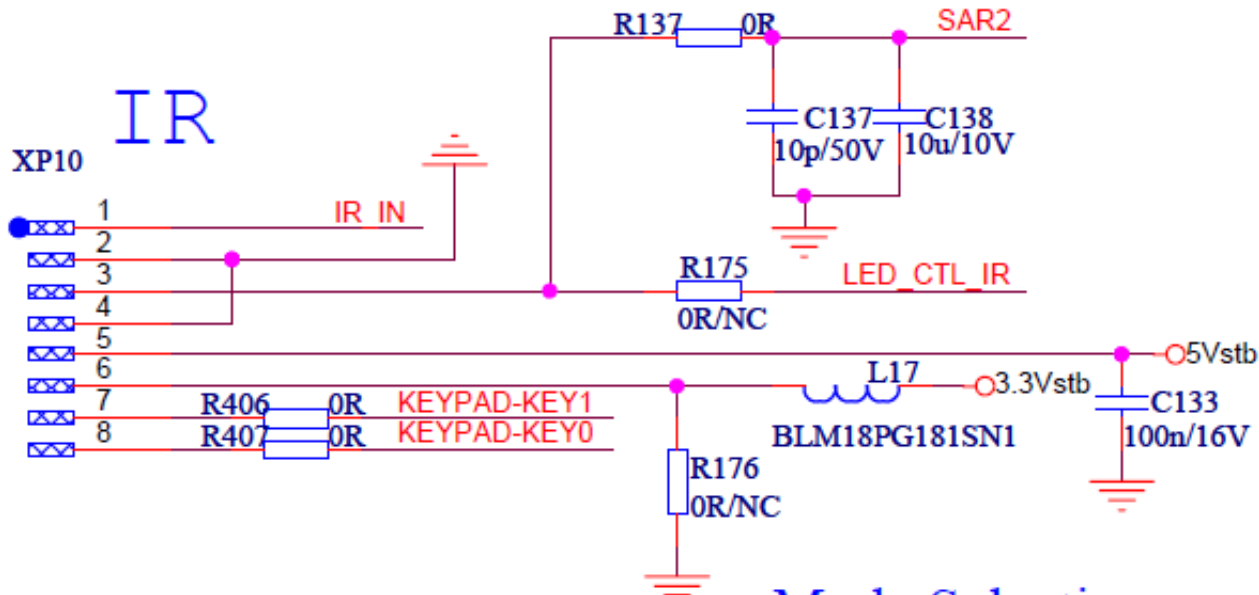 R137 0R SAR2
IR
C137 C138
10p/50V 10u/10V
XP10
1 IR_IN
2
3
R175 LED_CTL_IR
0R/NC
4
5
5Vstb
6
L17 3.3Vstb
C133
100n/16V
BLM18PG181SN1
7 R406 0R KEYPAD-KEY1
8 R407 0R KEYPAD-KEY0
R176
0R/NC